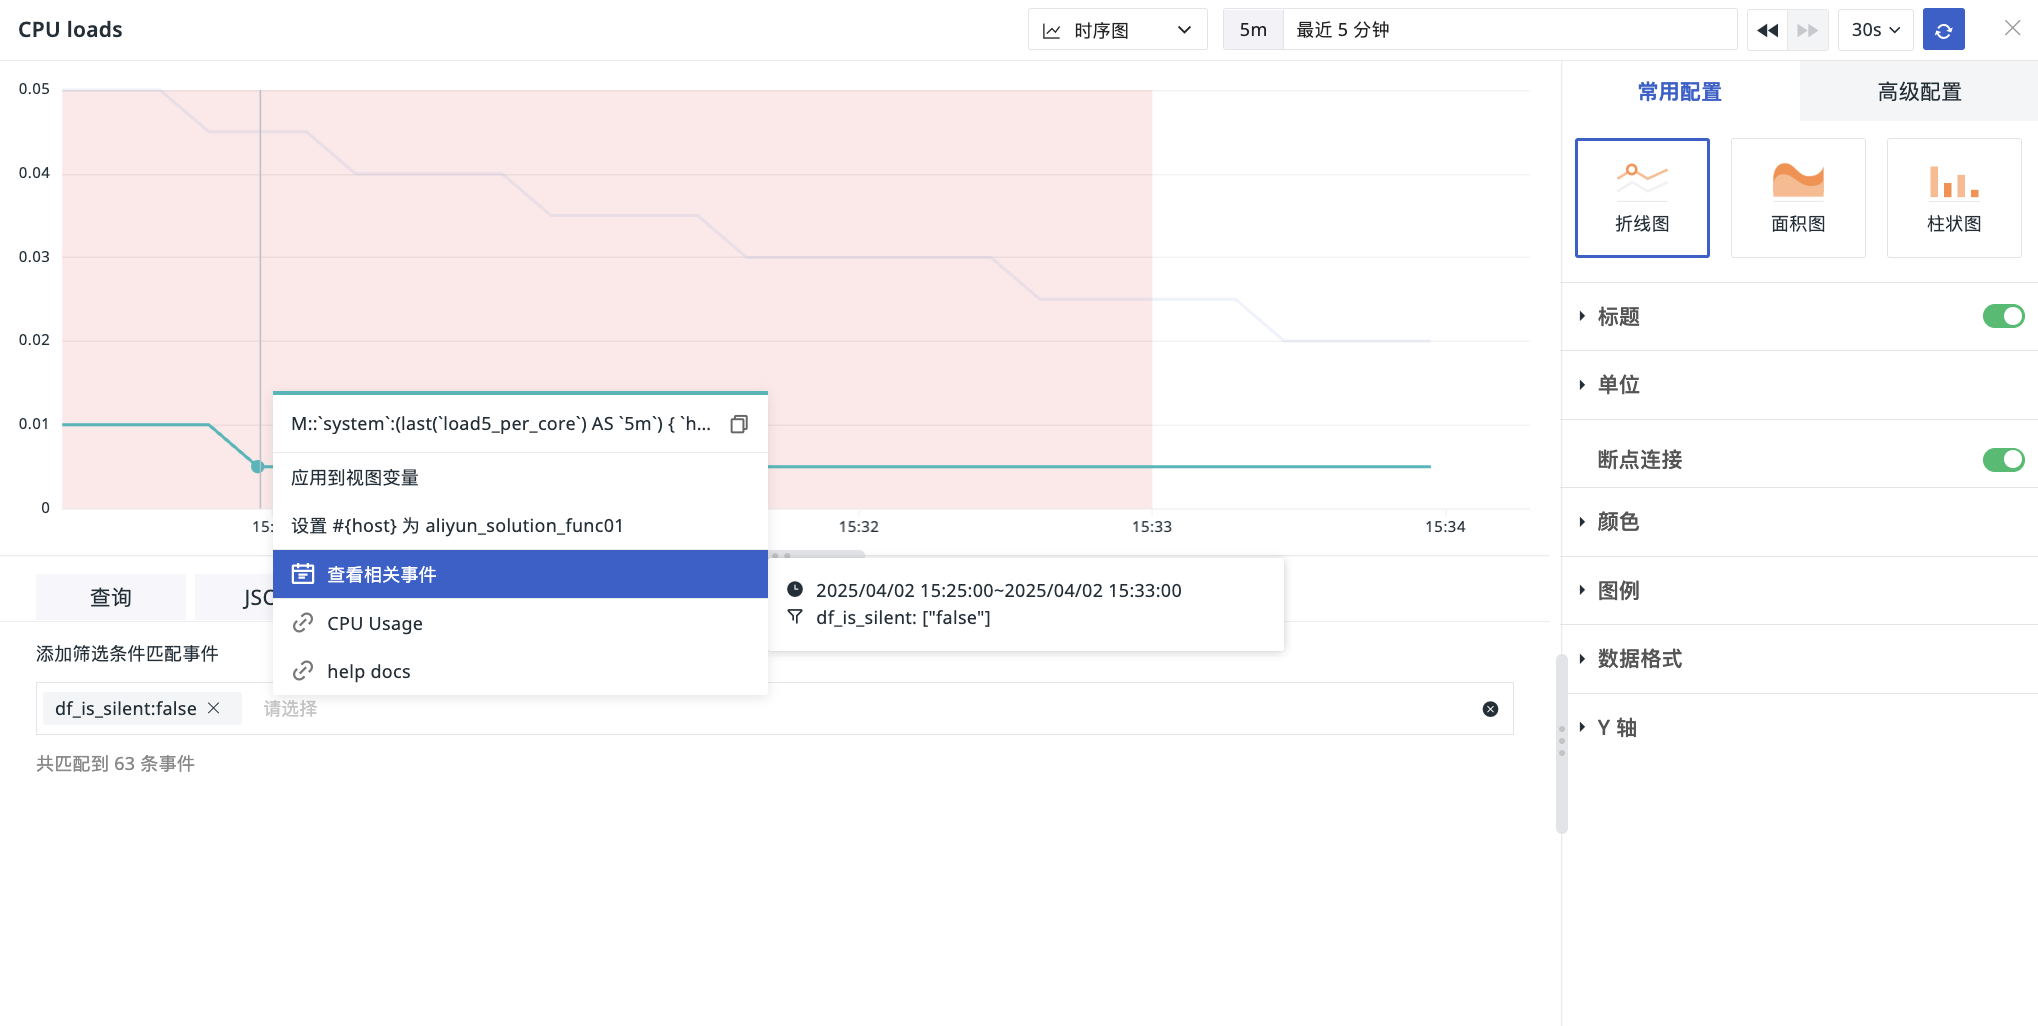 CPU loads
时序图
5m
最近 5 分钟
30s
0.05
0.04
0.03
0.02
0.01
0
15:
15:32
15:33
15:34
M::`system`:(last(`load5_per_core`) AS `5m`) { `h...
应用到视图变量
设置 #{host} 为 aliyun_solution_func01
查看相关事件
CPU Usage
help docs
2025/04/02 15:25:00~2025/04/02 15:33:00
df_is_silent: ["false"]
查询
JSO
添加筛选条件匹配事件
df_is_silent:false
请选择
共匹配到 63 条事件
常用配置
高级配置
折线图
面积图
柱状图
标题
单位
断点连接
颜色
图例
数据格式
Y 轴